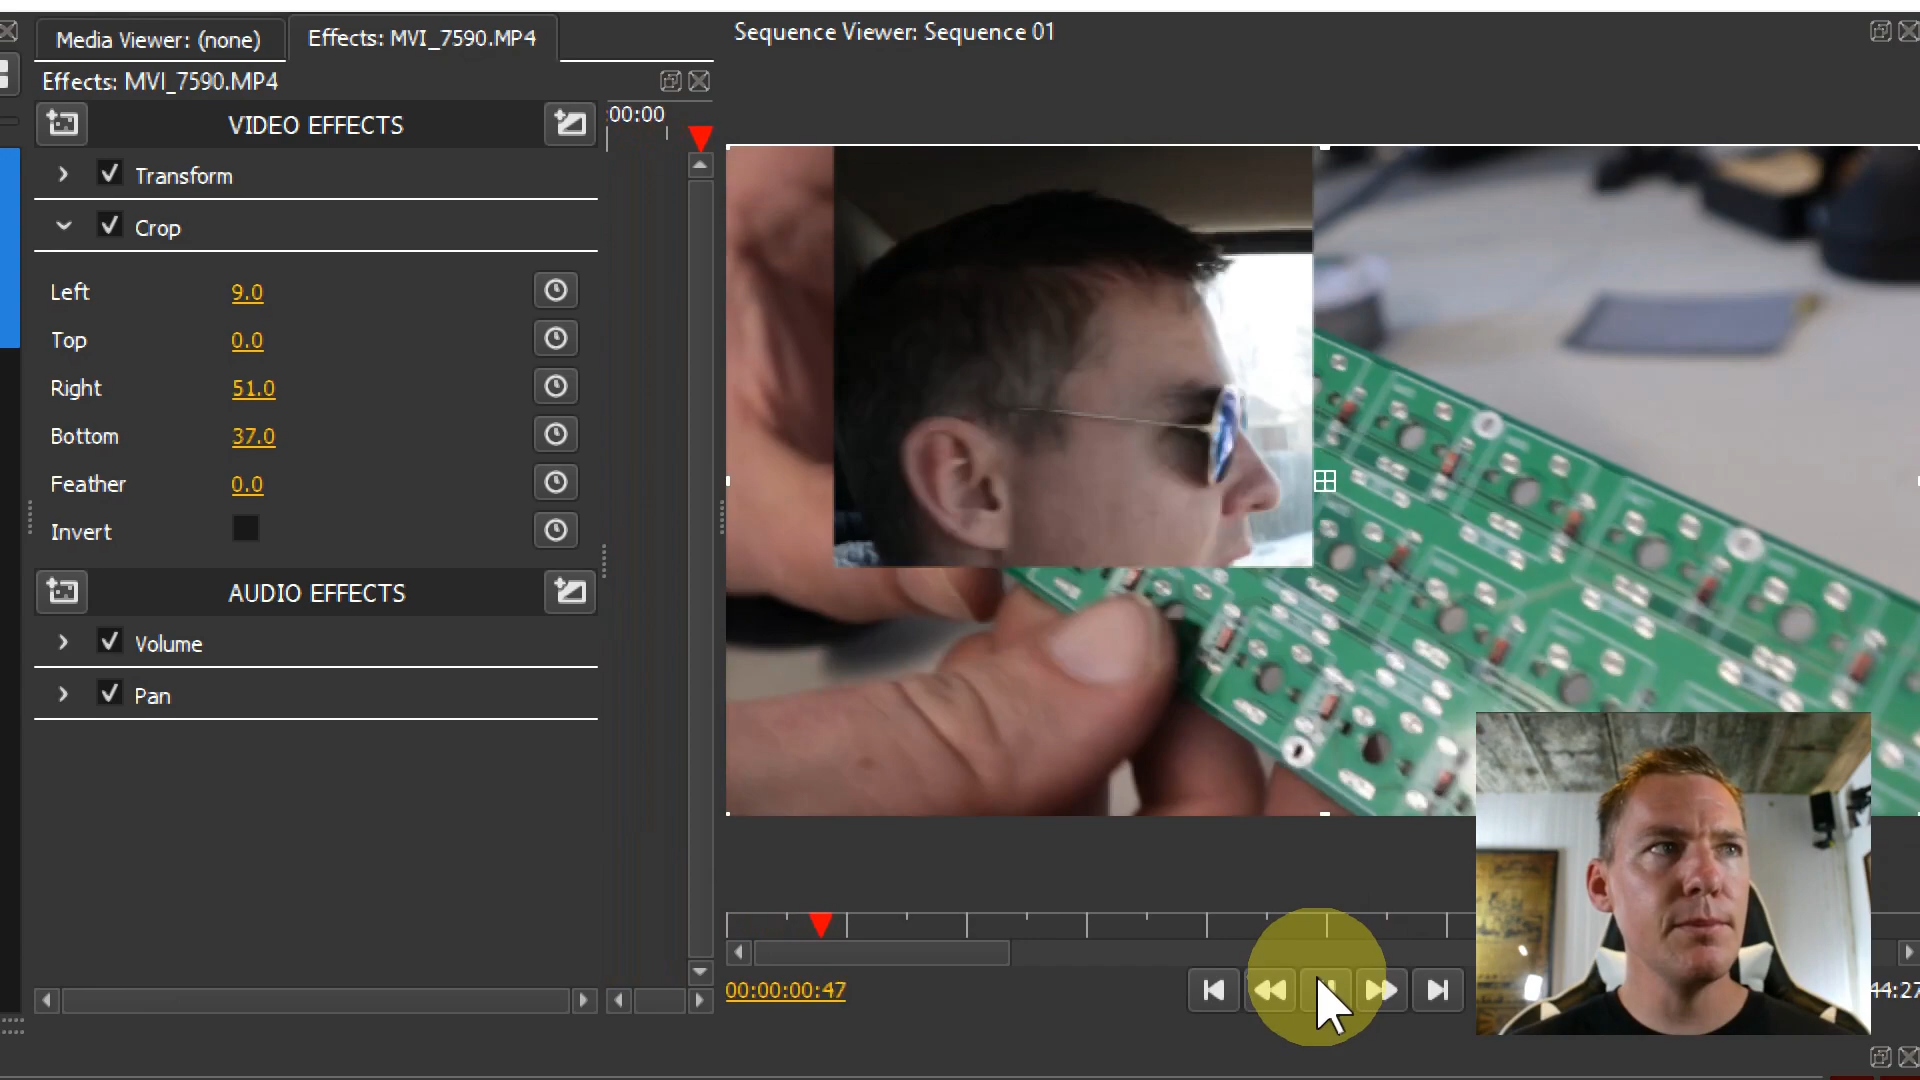 Media Viewer: (none)
Effects: MVI_7590.MP4
Sequence Viewer: Sequence 01
Effects: MVI_7590.MP4
:00:00
VIDEO EFFECTS
Transform
Crop
Left 9.0
Top 0.0
Right 51.0
Bottom 37.0
Feather 0.0
Invert
AUDIO EFFECTS
Volume
Pan
00:00:00:47
44:27